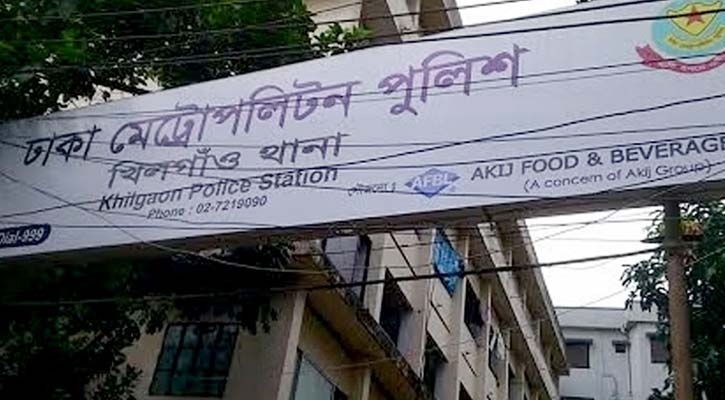 ঢাকা মেট্রোপলিটন পুলিশ
খিলগাঁও থানা
Khilgaon Police Station
Phone : 02-7219090
Dial-999
সৌজন্যে : AFBL AKIJ FOOD & BEVERAGE
(A concern of Akij Group)